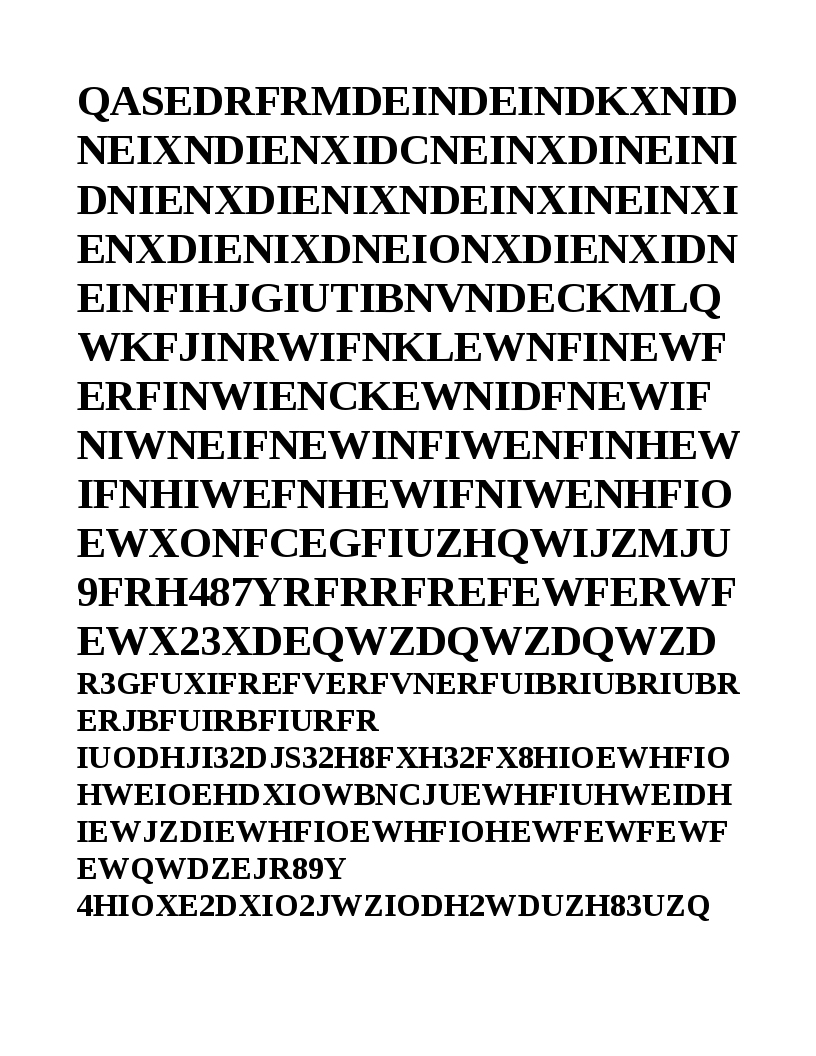 QASEDRFRMDEINDEINDKXNID
NEIXNDIENXIDCNEINXDINEINI
DNIENXDIENIXNDEINXINEINXI
ENXDIENIXDNEIONXDIENXIDN
EINFIHJGIUTIBNVNDECKMLQ
WKFJINRWIFNKLEWNFINEWF
ERFINWIENCKEWNIDFNEWIF
NIWNEIFNEWINFIWENFINHEW
IFNHIWEFNHEWIFNIWENHFIO
EWXONFCEGFIUZHQWIJZMJU
9FRH487YRFRRFREFEWFERWF
EWX23XDEQWZDQWZDQWZD
R3GFUXIFREFVERFVNERFUIBRIUBRIUBR
ERJBFUIRBFIURFR
IUODHJI32DJS32H8FXH32FX8HIOEWHFIO
HWEIOEHDXIOWBNCJUEWHFIUHWEIDH
IEWJZDIEWHFIOEWHFIOHEWFEWFEWF
EWQWDZEJR89Y
4HIOXE2DXIO2JWZIODH2WDUZH83UZQ